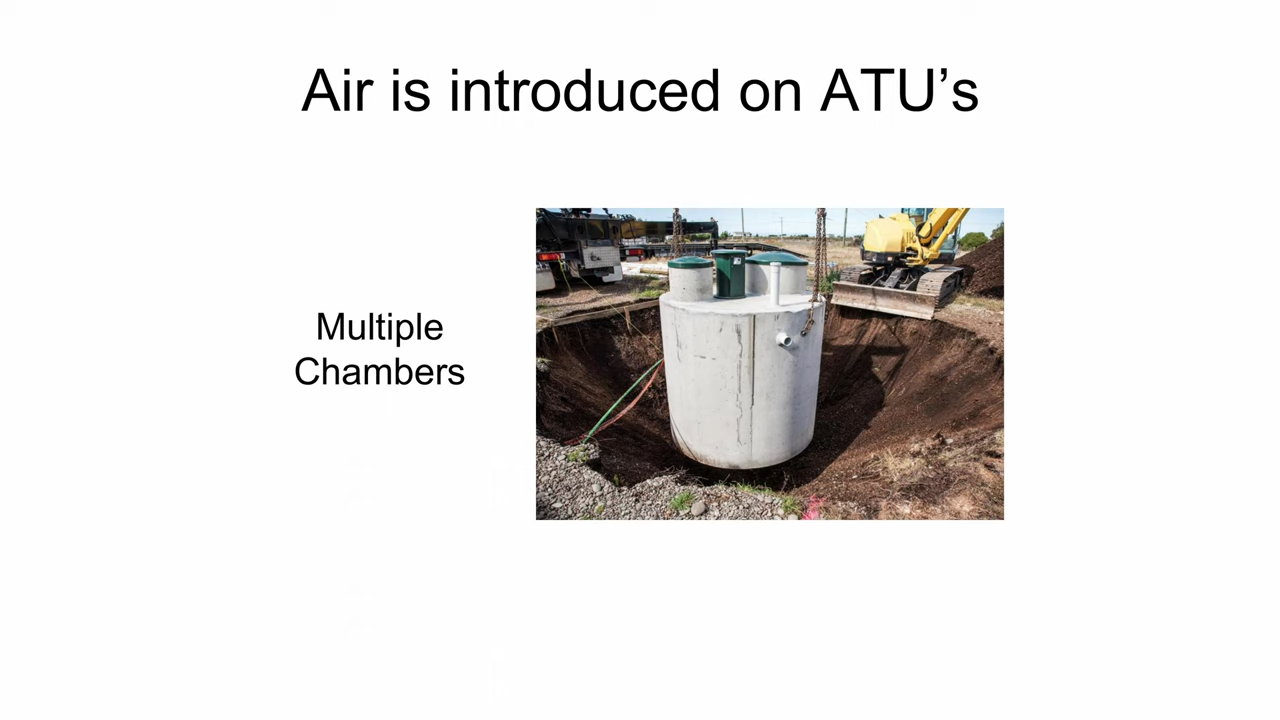 Air is introduced on ATU’s
Multiple
Chambers